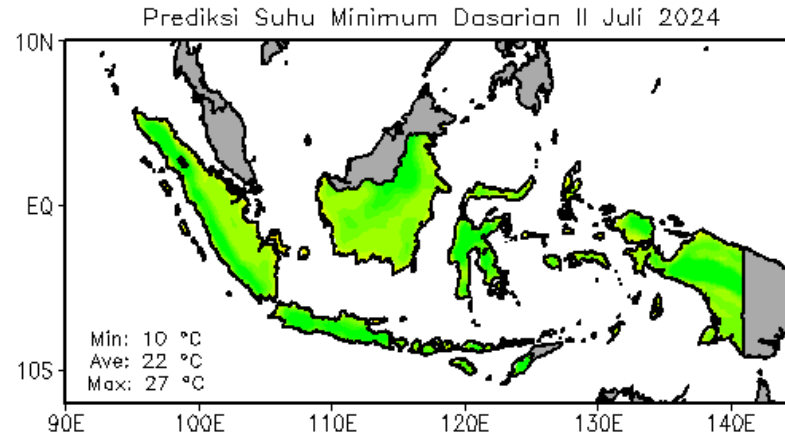 Prediksi Suhu Minimum Dasarian II Juli 2024
10N
EQ
10S
Min: 10 °C
Ave: 22 °C
Max: 27 °C
90E 100E 110E 120E 130E 140E